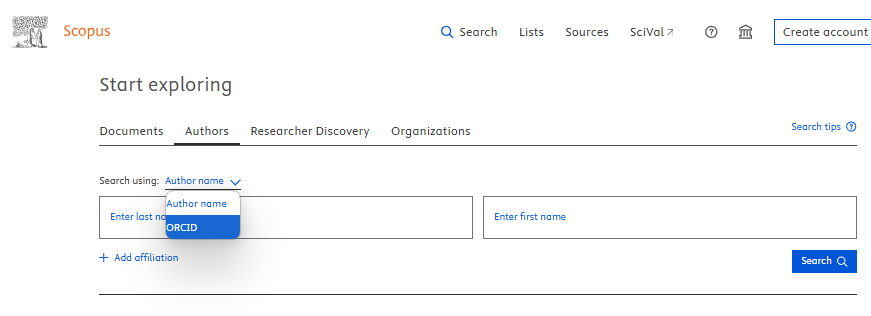 Scopus
Search Lists Sources SciVal Create account
Start exploring
Documents Authors Researcher Discovery Organizations
Search tips
Search using: Author name
Author name
ORCID
Enter last Enter first name
+ Add affiliation
Search